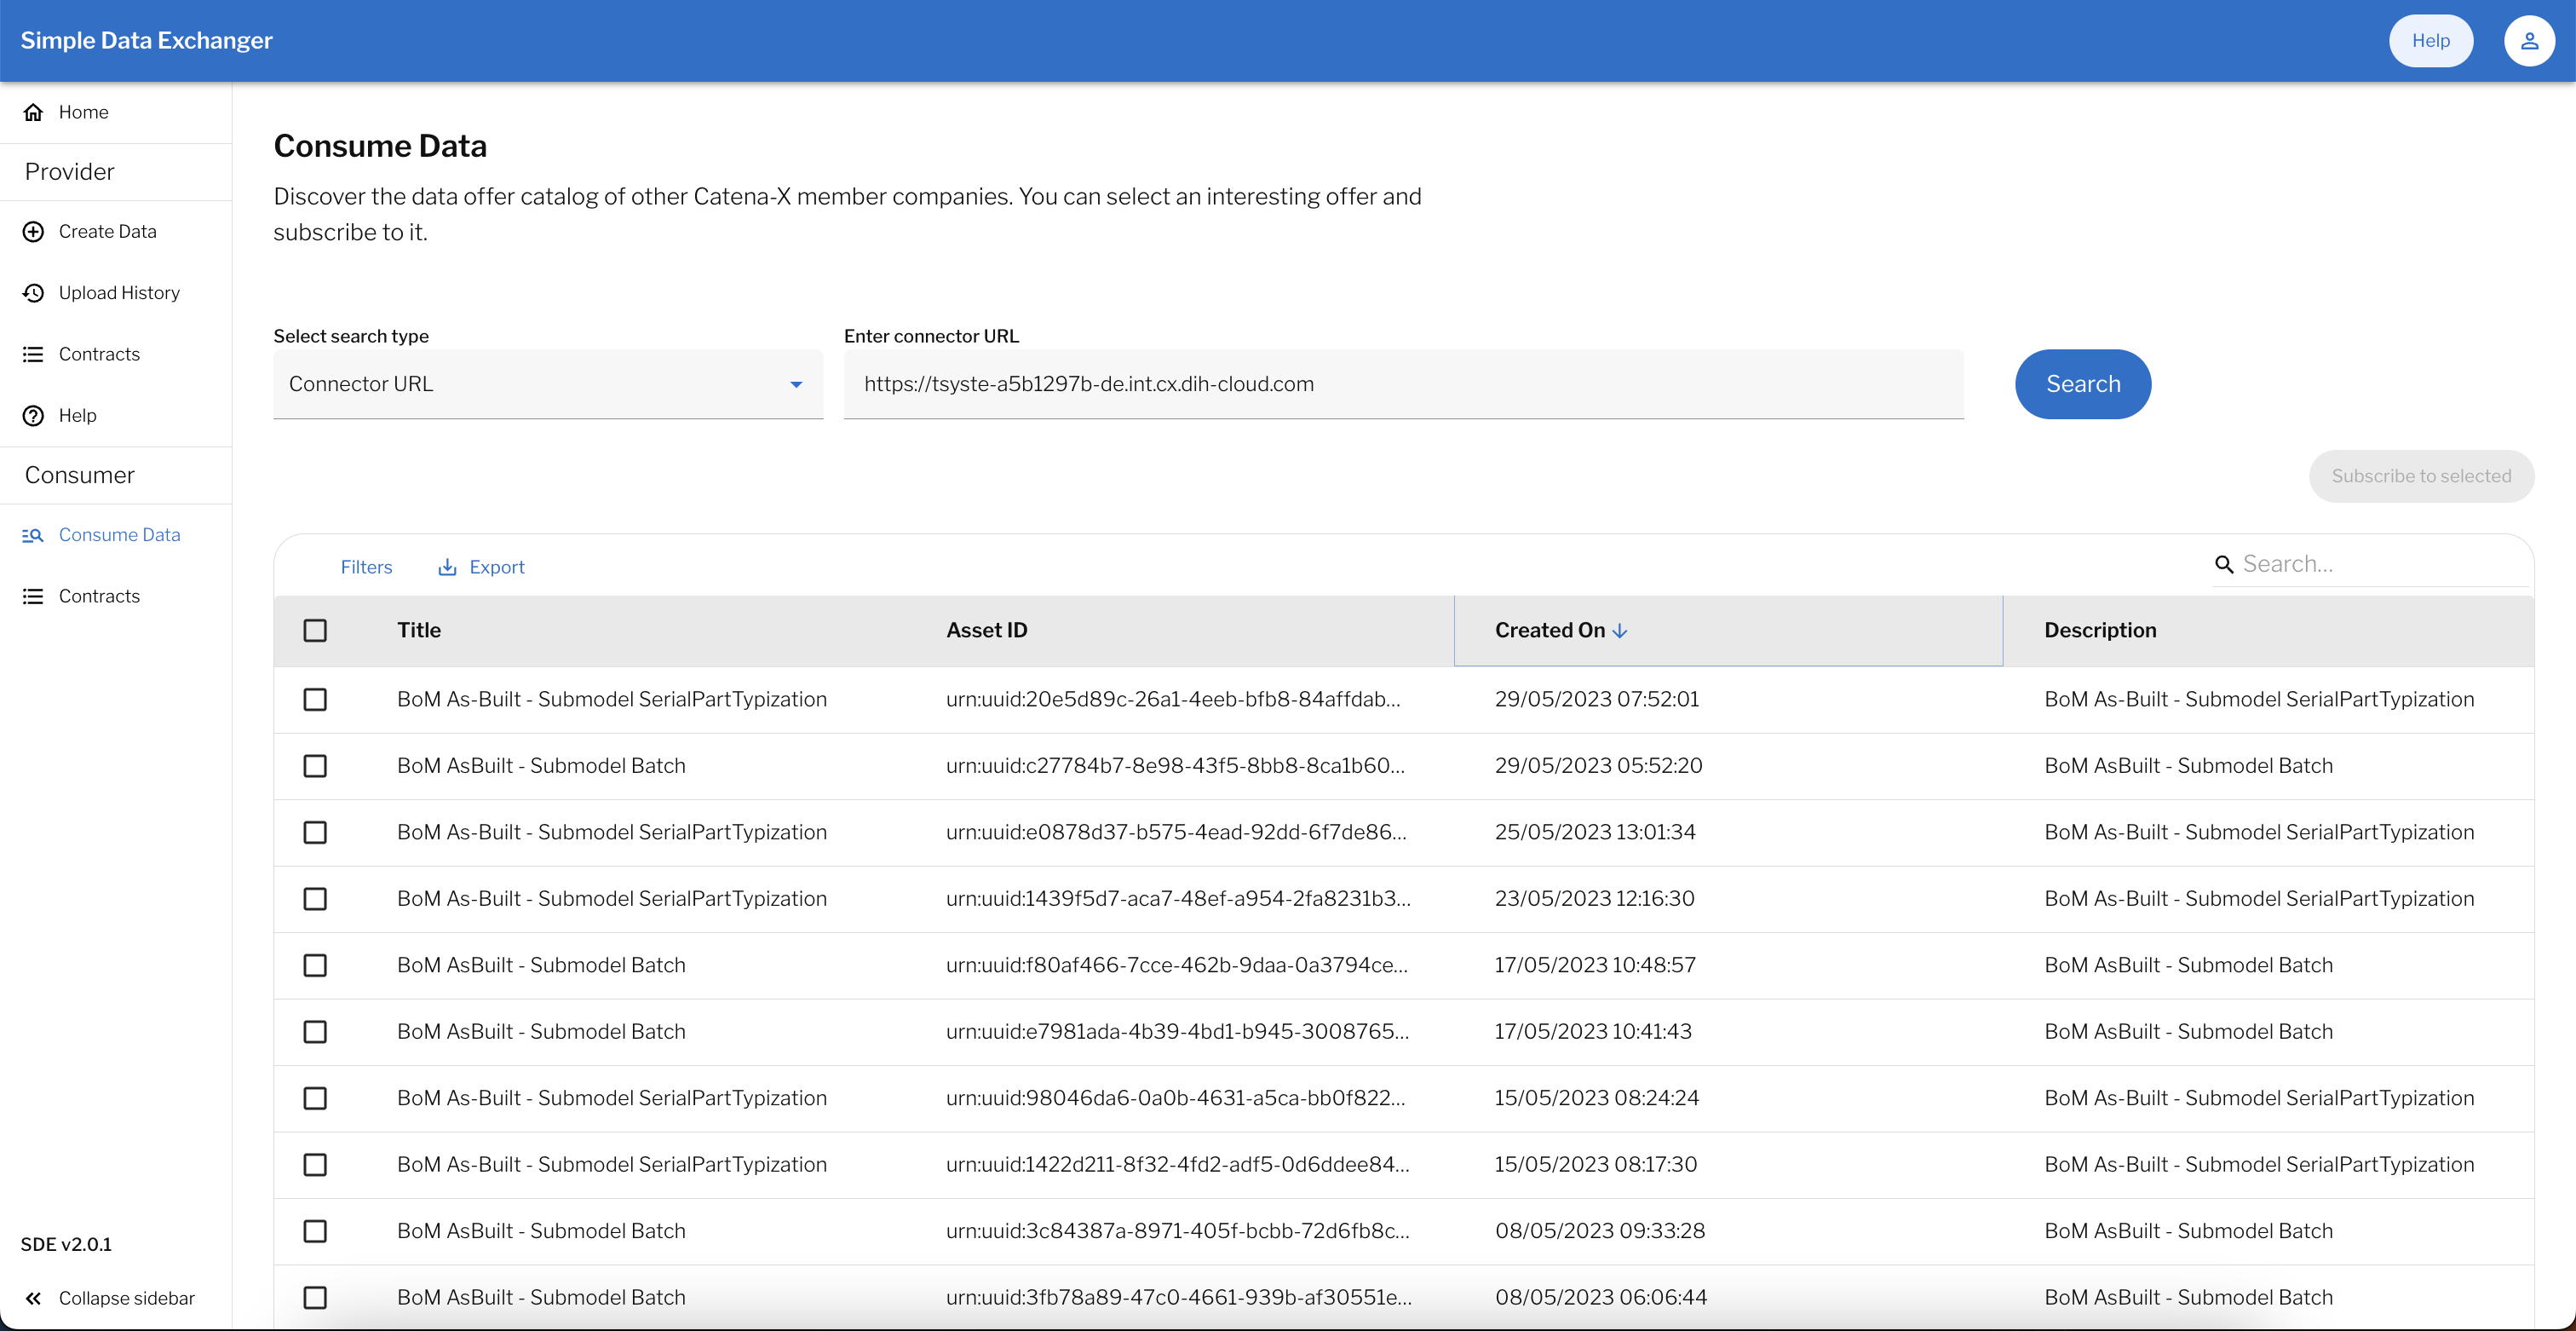 Simple Data Exchanger
Help
Home
Provider
Create Data
Upload History
Contracts
Help
Consumer
Consume Data
Contracts
SDE v2.0.1
Collapse sidebar
Consume Data
Discover the data offer catalog of other Catena-X member companies. You can select an interesting offer and
subscribe to it.
Select search type
Connector URL
Enter connector URL
https://tsyste-a5b1297b-de.int.cx.dih-cloud.com
Search
Subscribe to selected
Filters Export Search...
Title Asset ID Created On Description
BoM As-Built - Submodel SerialPartTypization urn:uuid:20e5d89c-26a1-4eeb-bfb8-84affdab... 29/05/2023 07:52:01 BoM As-Built - Submodel SerialPartTypization
BoM AsBuilt - Submodel Batch urn:uuid:c27784b7-8e98-43f5-8bb8-8ca1b60... 29/05/2023 05:52:20 BoM AsBuilt - Submodel Batch
BoM As-Built - Submodel SerialPartTypization urn:uuid:e0878d37-b575-4ead-92dd-6f7de86... 25/05/2023 13:01:34 BoM As-Built - Submodel SerialPartTypization
BoM As-Built - Submodel SerialPartTypization urn:uuid:1439f5d7-aca7-48ef-a954-2fa8231b3... 23/05/2023 12:16:30 BoM As-Built - Submodel SerialPartTypization
BoM AsBuilt - Submodel Batch urn:uuid:f80af466-7cce-462b-9daa-0a3794ce... 17/05/2023 10:48:57 BoM AsBuilt - Submodel Batch
BoM AsBuilt - Submodel Batch urn:uuid:e7981ada-4b39-4bd1-b945-3008765... 17/05/2023 10:41:43 BoM AsBuilt - Submodel Batch
BoM As-Built - Submodel SerialPartTypization urn:uuid:98046da6-0a0b-4631-a5ca-bb0f822... 15/05/2023 08:24:24 BoM As-Built - Submodel SerialPartTypization
BoM As-Built - Submodel SerialPartTypization urn:uuid:1422d211-8f32-4fd2-adf5-0d6ddee84... 15/05/2023 08:17:30 BoM As-Built - Submodel SerialPartTypization
BoM AsBuilt - Submodel Batch urn:uuid:3c84387a-8971-405f-bcbb-72d6fb8c... 08/05/2023 09:33:28 BoM AsBuilt - Submodel Batch
BoM AsBuilt - Submodel Batch urn:uuid:3fb78a89-47c0-4661-939b-af30551e... 08/05/2023 06:06:44 BoM AsBuilt - Submodel Batch